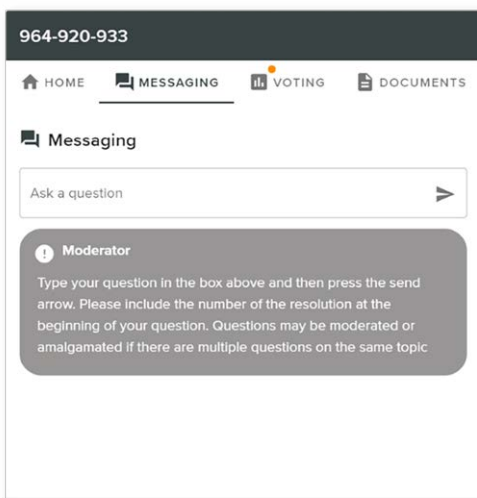 964-920-933
HOME MESSAGING VOTING DOCUMENTS
Messaging
Ask a question
Moderator
Type your question in the box above and then press the send
arrow. Please include the number of the resolution at the
beginning of your question. Questions may be moderated or
amalgamated if there are multiple questions on the same topic